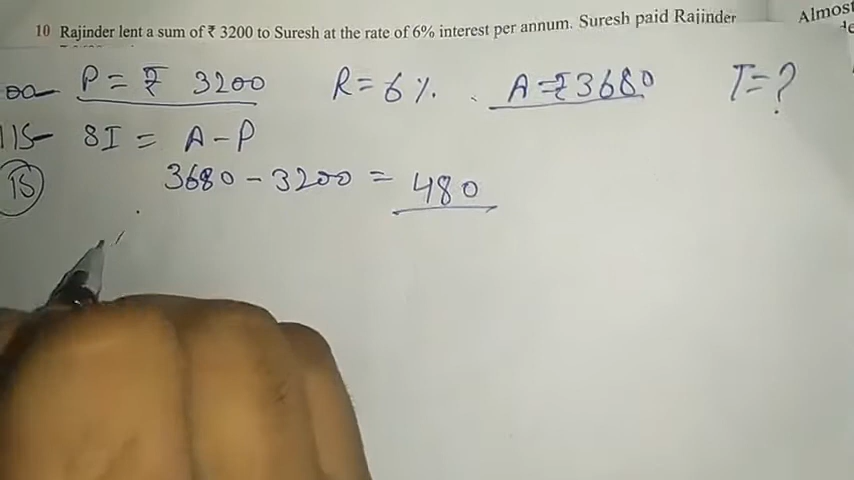 10 Rajinder lent a sum of ₹ 3200 to Suresh at the rate of 6% interest per annum. Suresh paid Rajinder
Almost
P = ₹ 3200 R = 6 %. A = ₹ 3680 T = ?
SI = A - P
15
3680 - 3200 = 480